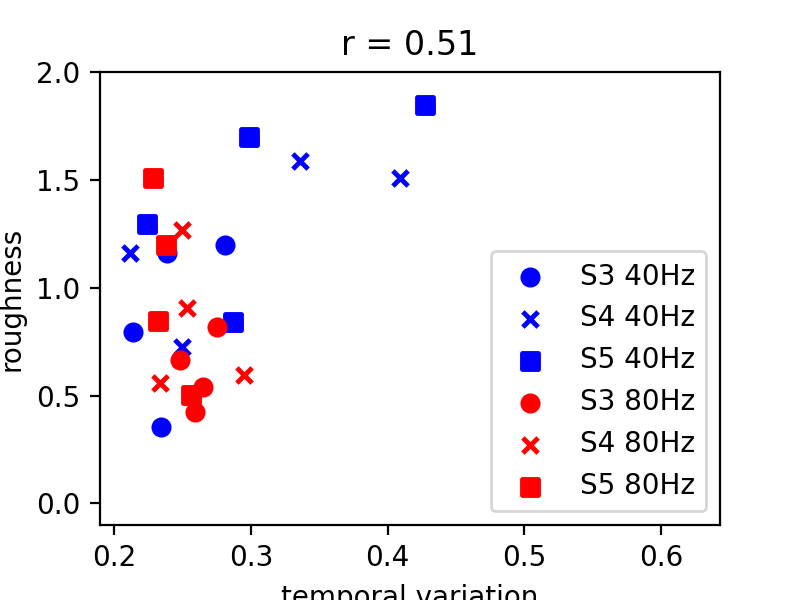 r = 0.51
2.0
1.5
1.0
0.5
0.0
roughness
S3 40Hz
S4 40Hz
S5 40Hz
S3 80Hz
S4 80Hz
S5 80Hz
0.2 0.3 0.4 0.5 0.6
temporal variation